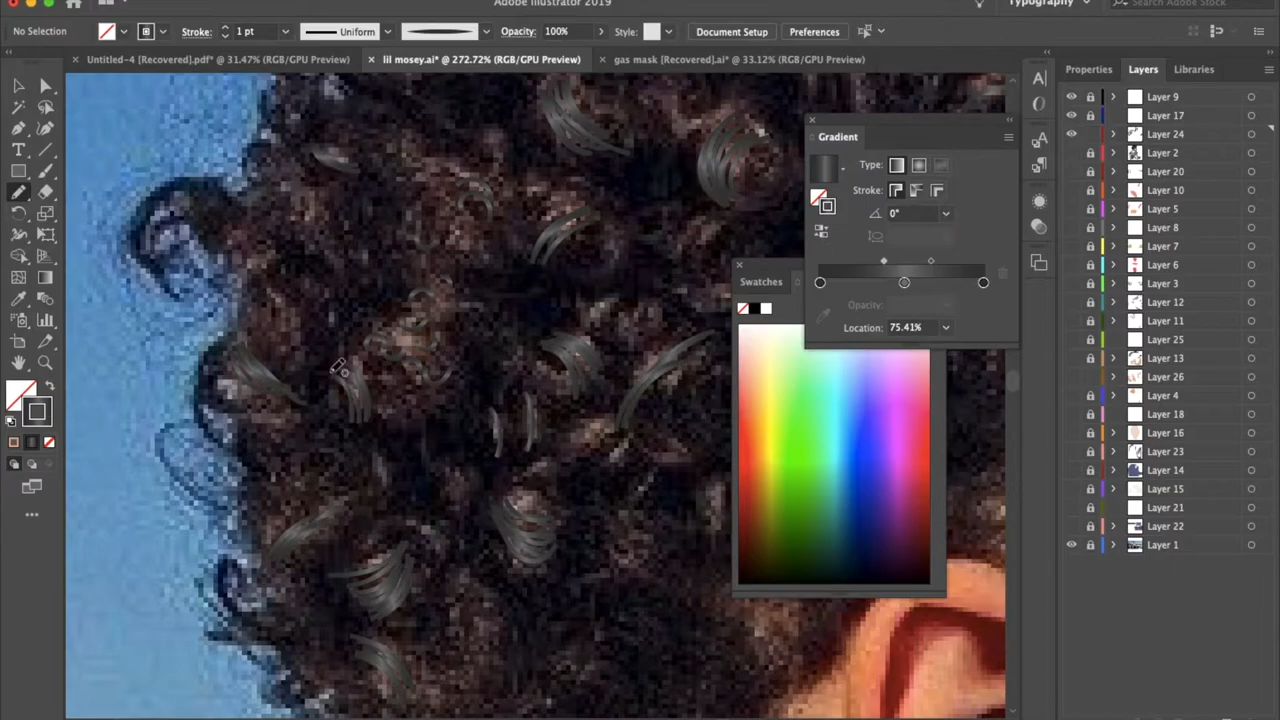 Adobe Illustrator 2019
Typography
Search Adobe Stock
No Selection
Stroke:
1 pt
Uniform
Opacity:
100%
Style:
Document Setup
Preferences
Untitled-4 [Recovered].pdf* @ 31.47% (RGB/GPU Preview)
lil mosey.ai* @ 272.72% (RGB/GPU Preview)
gas mask [Recovered].ai* @ 33.12% (RGB/GPU Preview)
Properties
Layers
Libraries
Gradient
Type:
Stroke:
0°
Opacity:
Location:
75.41%
Swatches
Layer 9
Layer 17
Layer 24
Layer 2
Layer 20
Layer 10
Layer 5
Layer 8
Layer 7
Layer 6
Layer 3
Layer 12
Layer 11
Layer 25
Layer 13
Layer 26
Layer 4
Layer 18
Layer 16
Layer 23
Layer 14
Layer 15
Layer 21
Layer 22
Layer 1